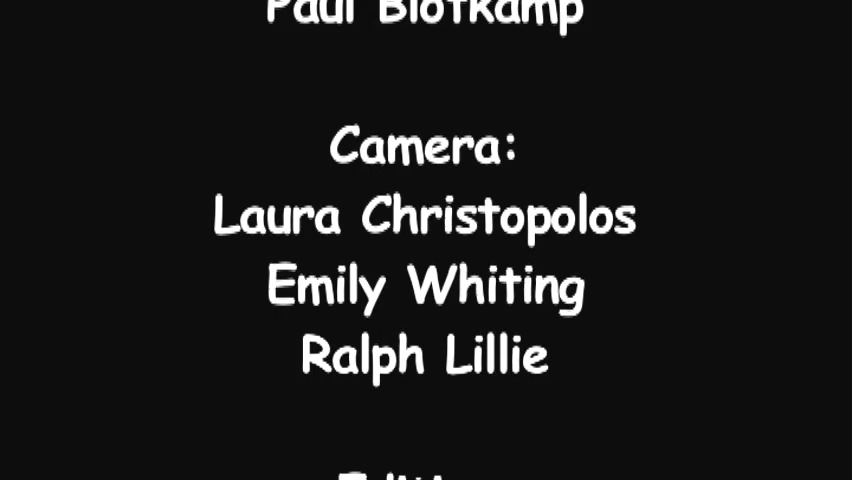 Paul Blotkamp
Camera:
Laura Christopolos
Emily Whiting
Ralph Lillie